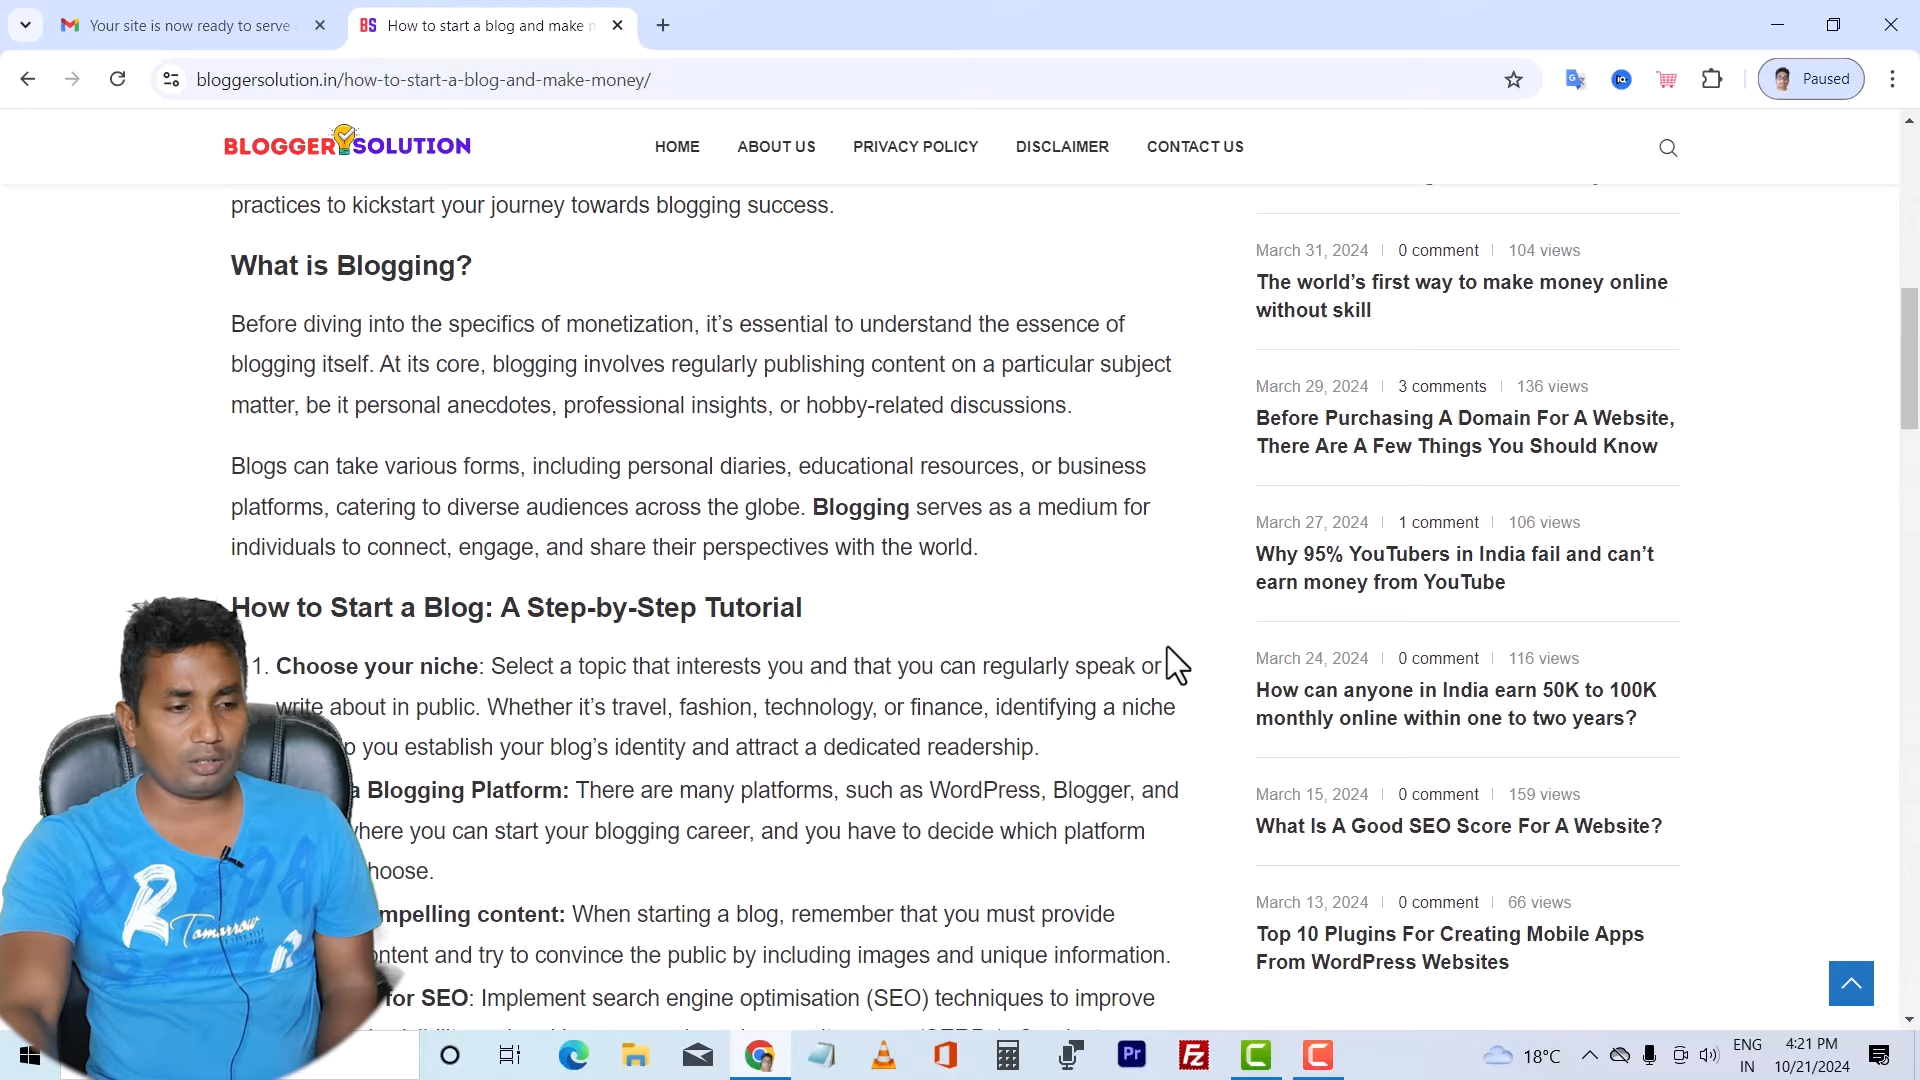 Your site is now ready to serve
How to start a blog and make
bloggersolution.in/how-to-start-a-blog-and-make-money/
Paused
BLOGGER SOLUTION
HOME
ABOUT US
PRIVACY POLICY
DISCLAIMER
CONTACT US
practices to kickstart your journey towards blogging success.
What is Blogging?
Before diving into the specifics of monetization, it’s essential to understand the essence of
blogging itself. At its core, blogging involves regularly publishing content on a particular subject
matter, be it personal anecdotes, professional insights, or hobby-related discussions.
Blogs can take various forms, including personal diaries, educational resources, or business
platforms, catering to diverse audiences across the globe. Blogging serves as a medium for
individuals to connect, engage, and share their perspectives with the world.
How to Start a Blog: A Step-by-Step Tutorial
1. Choose your niche: Select a topic that interests you and that you can regularly speak or
write about in public. Whether it’s travel, fashion, technology, or finance, identifying a niche
you establish your blog’s identity and attract a dedicated readership.
a Blogging Platform: There are many platforms, such as WordPress, Blogger, and
where you can start your blogging career, and you have to decide which platform
hoose.
mpelling content: When starting a blog, remember that you must provide
ontent and try to convince the public by including images and unique information.
for SEO: Implement search engine optimisation (SEO) techniques to improve
March 31, 2024 0 comment 104 views
The world’s first way to make money online
without skill
March 29, 2024 3 comments 136 views
Before Purchasing A Domain For A Website,
There Are A Few Things You Should Know
March 27, 2024 1 comment 106 views
Why 95% YouTubers in India fail and can’t
earn money from YouTube
March 24, 2024 0 comment 116 views
How can anyone in India earn 50K to 100K
monthly online within one to two years?
March 15, 2024 0 comment 159 views
What Is A Good SEO Score For A Website?
March 13, 2024 0 comment 66 views
Top 10 Plugins For Creating Mobile Apps
From WordPress Websites
Tomorrow
18°C
ENG
IN
4:21 PM
10/21/2024